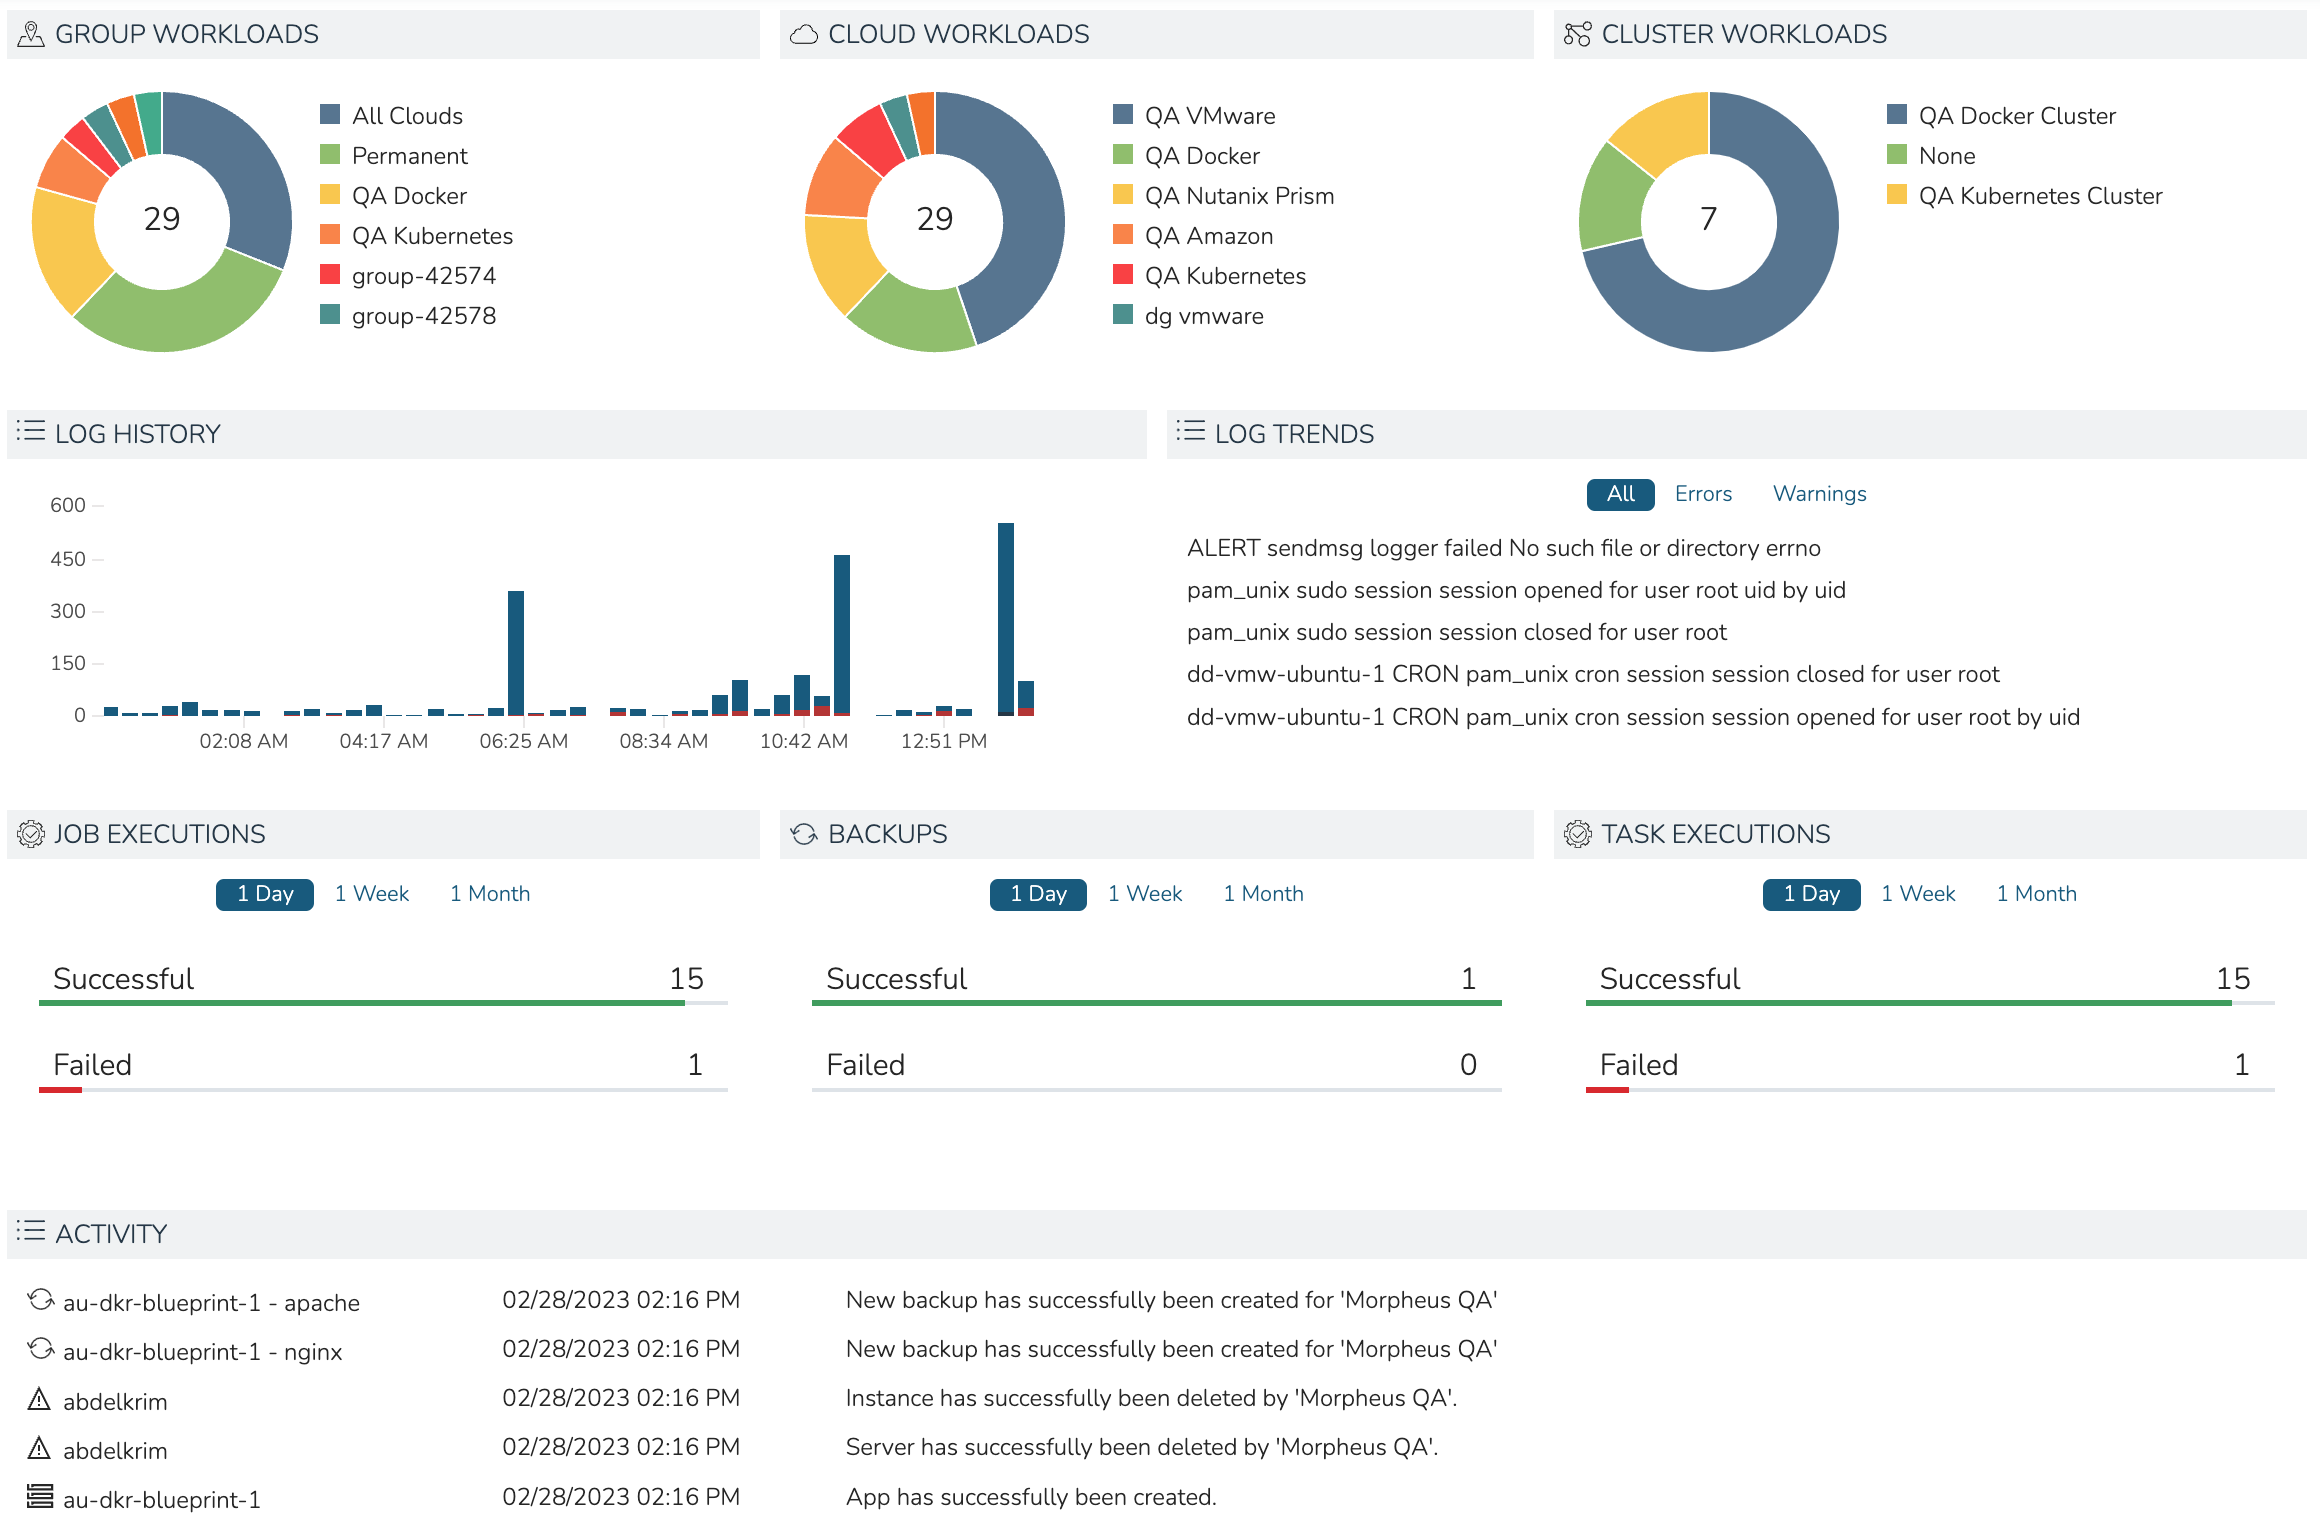 GROUP WORKLOADS
29
All Clouds
Permanent
QA Docker
QA Kubernetes
group-42574
group-42578
CLOUD WORKLOADS
29
QA VMware
QA Docker
QA Nutanix Prism
QA Amazon
QA Kubernetes
dg vmware
CLUSTER WORKLOADS
7
QA Docker Cluster
None
QA Kubernetes Cluster
LOG HISTORY
600
450
300
150
0
02:08 AM 04:17 AM 06:25 AM 08:34 AM 10:42 AM 12:51 PM
LOG TRENDS
All Errors Warnings
ALERT sendmsg logger failed No such file or directory errno
pam_unix sudo session session opened for user root uid by uid
pam_unix sudo session session closed for user root
dd-vmw-ubuntu-1 CRON pam_unix cron session session closed for user root
dd-vmw-ubuntu-1 CRON pam_unix cron session session opened for user root by uid
JOB EXECUTIONS
1 Day 1 Week 1 Month
Successful 15
Failed 1
BACKUPS
1 Day 1 Week 1 Month
Successful 1
Failed 0
TASK EXECUTIONS
1 Day 1 Week 1 Month
Successful 15
Failed 1
ACTIVITY
au-dkr-blueprint-1 - apache 02/28/2023 02:16 PM New backup has successfully been created for 'Morpheus QA'
au-dkr-blueprint-1 - nginx 02/28/2023 02:16 PM New backup has successfully been created for 'Morpheus QA'
abdelkrim 02/28/2023 02:16 PM Instance has successfully been deleted by 'Morpheus QA'.
abdelkrim 02/28/2023 02:16 PM Server has successfully been deleted by 'Morpheus QA'.
au-dkr-blueprint-1 02/28/2023 02:16 PM App has successfully been created.